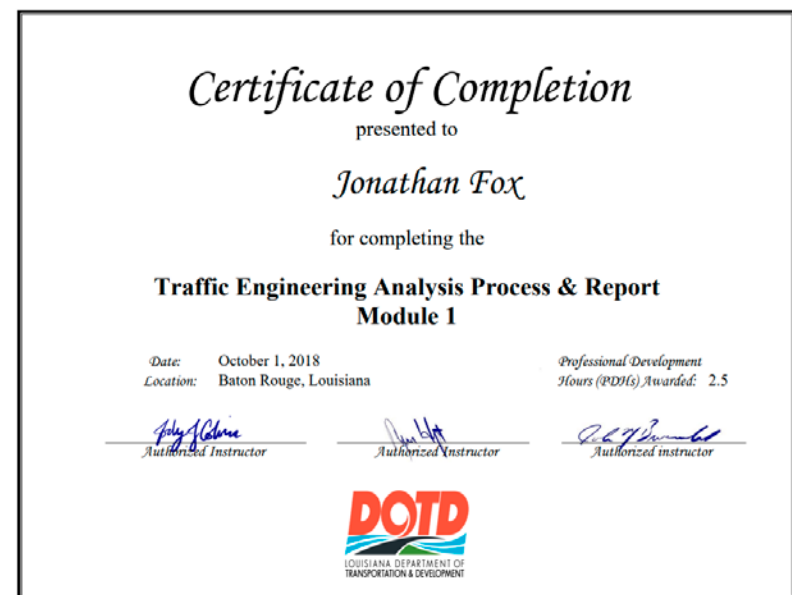 Certificate of Completion
presented to
Jonathan Fox
for completing the
Traffic Engineering Analysis Process & Report
Module 1
Date: October 1, 2018
Location: Baton Rouge, Louisiana
Professional Development
Hours (PDHs) Awarded: 2.5
Authorized Instructor
Authorized Instructor
Authorized instructor
DOTD
LOUISIANA DEPARTMENT OF
TRANSPORTATION & DEVELOPMENT